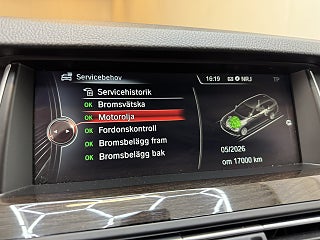 Servicebehov
16:19 NRJ TP
Servicehistorik
OK Bromsvätska
OK Motorolja
OK Fordonskontroll
OK Bromsbelägg fram
OK Bromsbelägg bak
05/2026
om 17000 km